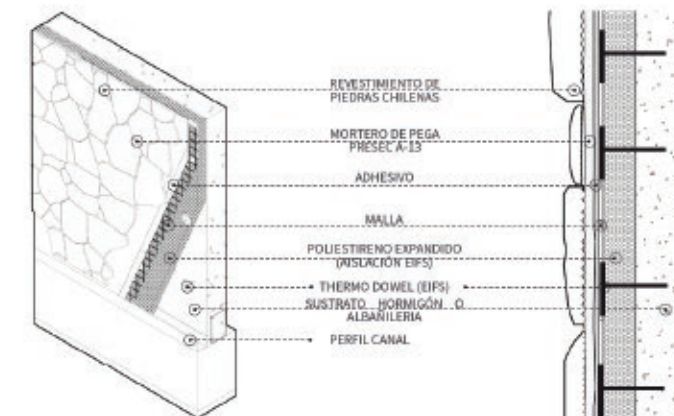 REVESTIMIENTO DE
PIEDRAS CHILENAS
MORTERO DE PEGA
PRESEC A-13
ADHESIVO
MALLA
POLIESTIRENO EXPANDIDO
(AISLACIÓN EIFS)
THERMO DOWEL (EIFS)
SUSTRATO HORMIGÓN O
ALBAÑILERIA
PERFIL CANAL